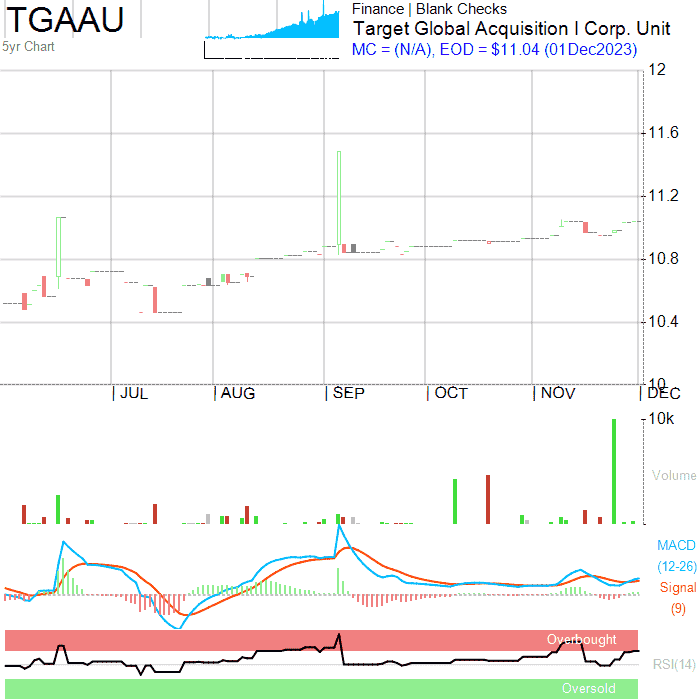 TGAAU
5yr Chart
Finance | Blank Checks
Target Global Acquisition I Corp. Unit
MC = (N/A), EOD = $11.04 (01Dec2023)
12
11.6
11.2
10.8
10.4
10
| JUL | AUG | SEP | OCT | NOV | DEC
10k
Volume
MACD
(12-26)
Signal
(9)
Overbought
RSI(14)
Oversold